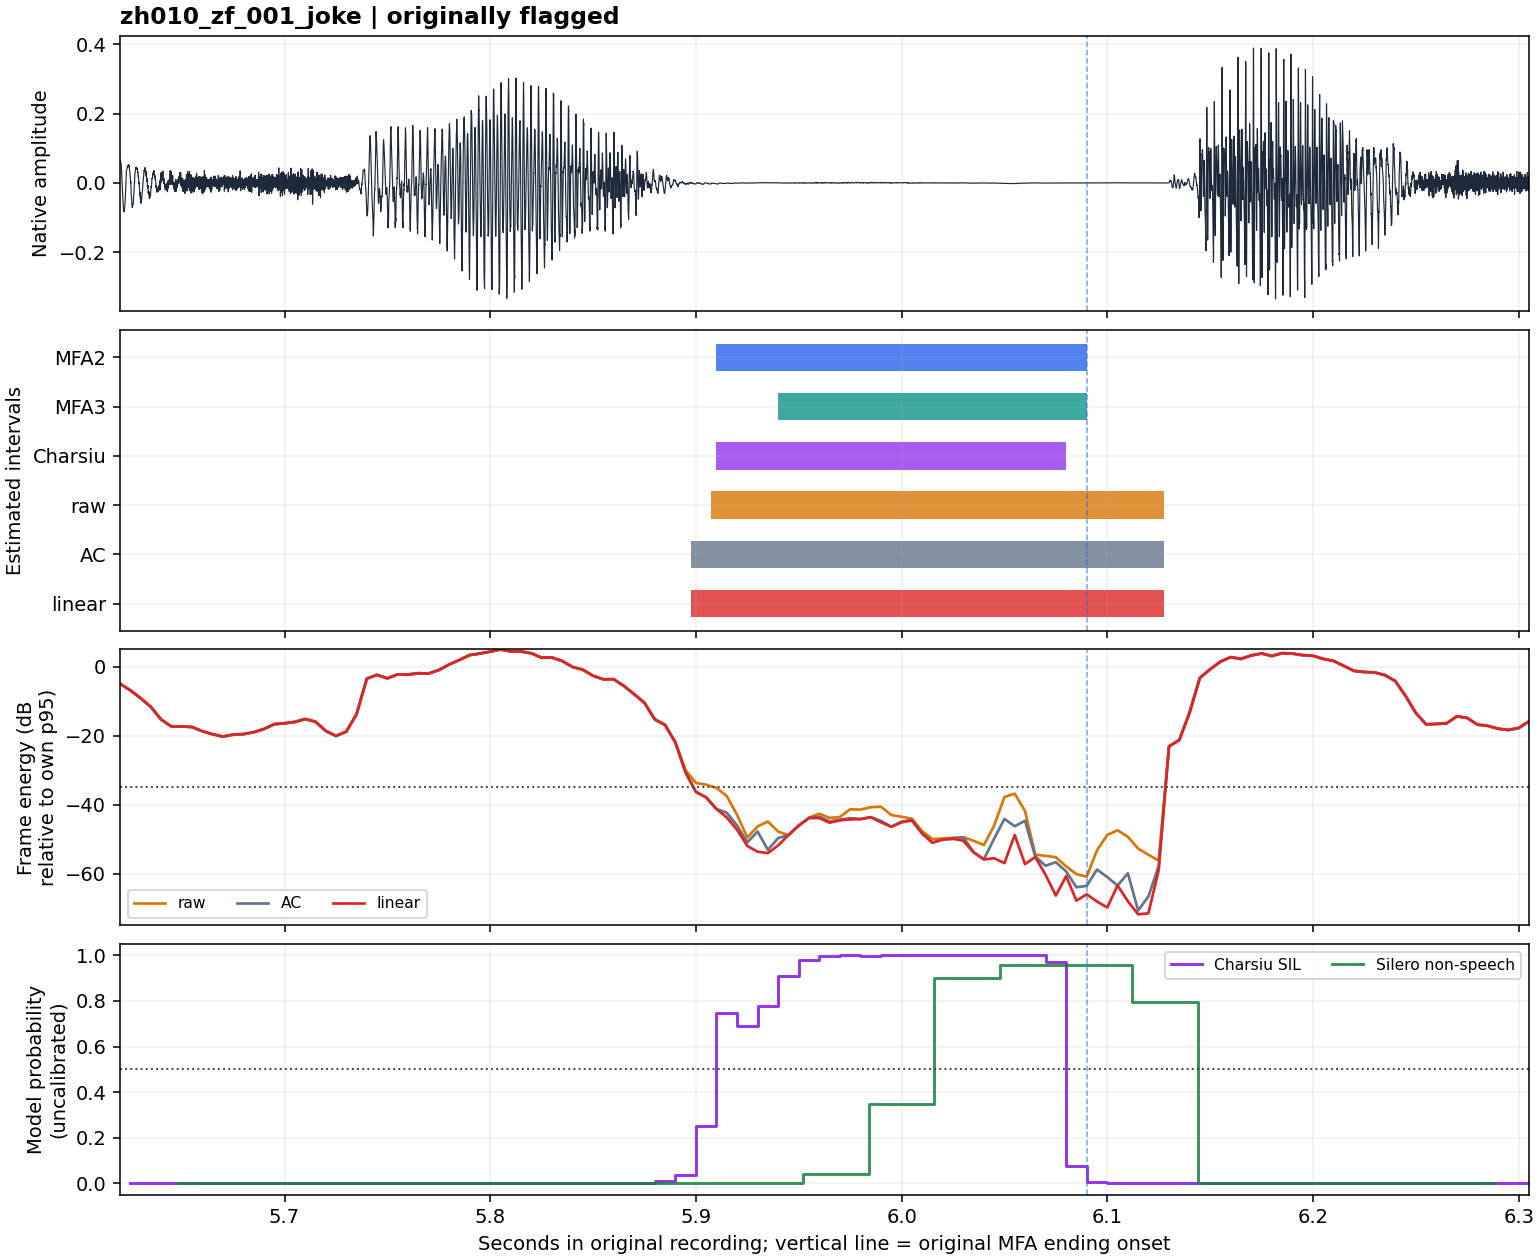 zh010_zf_001_joke | originally flagged
Native amplitude
0.4
0.2
0.0
−0.2
Estimated intervals
MFA2
MFA3
Charsiu
raw
AC
linear
Frame energy (dB
relative to own p95)
0
−20
−40
−60
raw
AC
linear
Model probability
(uncalibrated)
1.0
0.8
0.6
0.4
0.2
0.0
Charsiu SIL
Silero non-speech
5.7
5.8
5.9
6.0
6.1
6.2
6.3
Seconds in original recording; vertical line = original MFA ending onset